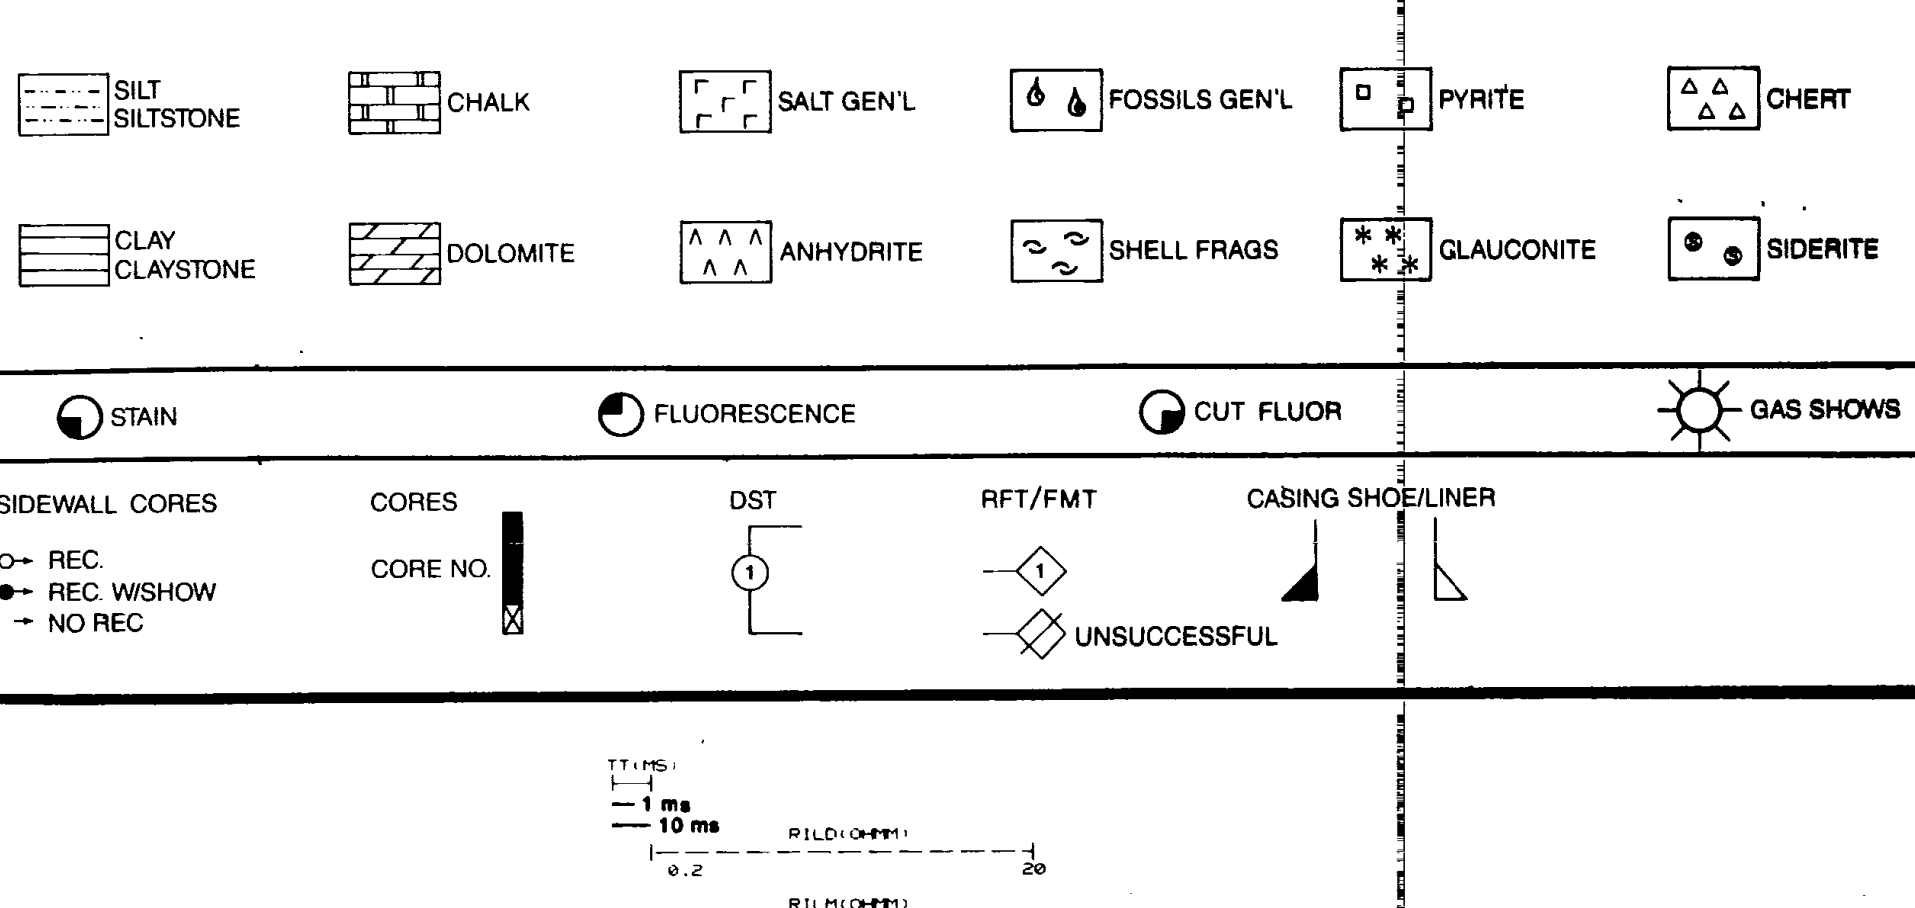 SILT
SILTSTONE
CHALK
SALT GEN'L
FOSSILS GEN'L
PYRITE
CHERT
CLAY
CLAYSTONE
DOLOMITE
ANHYDRITE
SHELL FRAGS
GLAUCONITE
SIDERITE
STAIN
FLUORESCENCE
CUT FLUOR
GAS SHOWS
SIDEWALL CORES
CORES
DST
RFT/FMT
CASING SHOE/LINER
REC.
REC. W/SHOW
NO REC
CORE NO.
1
1
UNSUCCESSFUL
TT(MS)
1 ms
10 ms
RILD(OHMM)
0.2 20
RILM(OHMM)